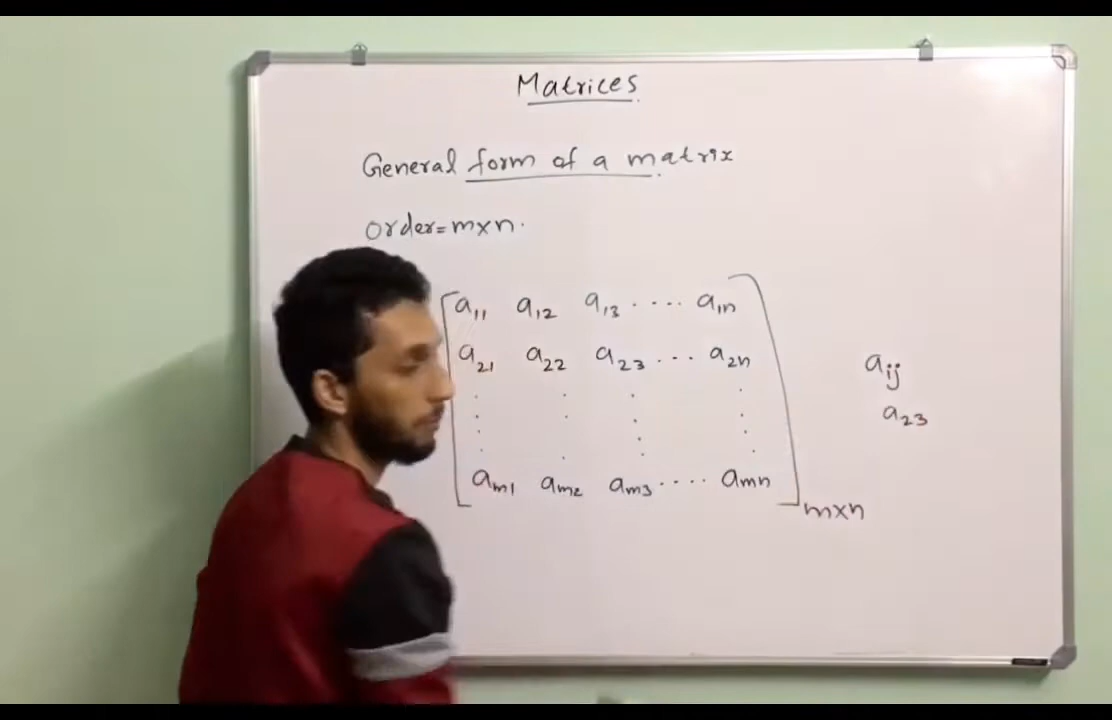 Matrices
General form of a matrix
order=m×n.
a11 a12 a13 .... a1n
a21 a22 a23 ... a2n
am1 am2 am3 .... amn
m×n
aij
a23